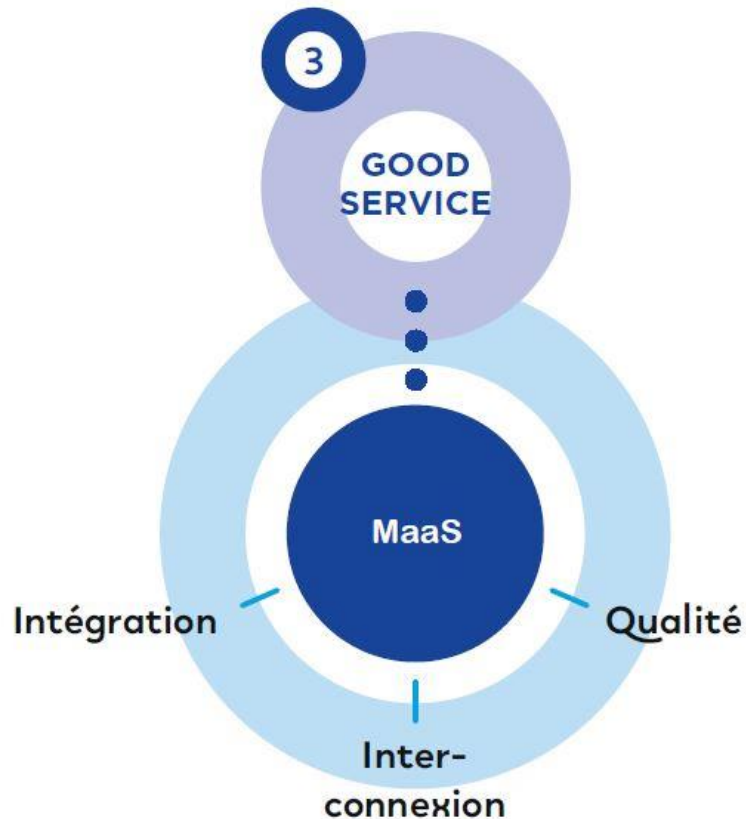 3
GOOD
SERVICE
MaaS
Intégration
Qualité
Inter-
connexion